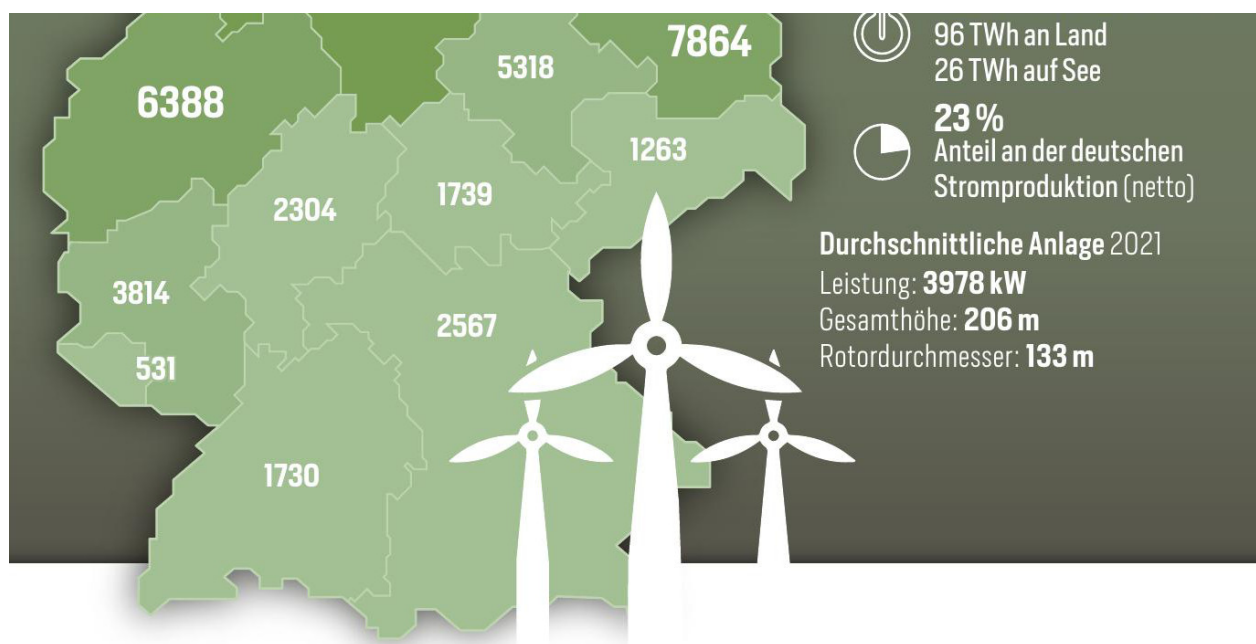 7864
5318
6388
1263
1739
2304
3814
2567
531
1730
96 TWh an Land
26 TWh auf See
23 %
Anteil an der deutschen
Stromproduktion (netto)
Durchschnittliche Anlage 2021
Leistung: 3978 kW
Gesamthöhe: 206 m
Rotordurchmesser: 133 m